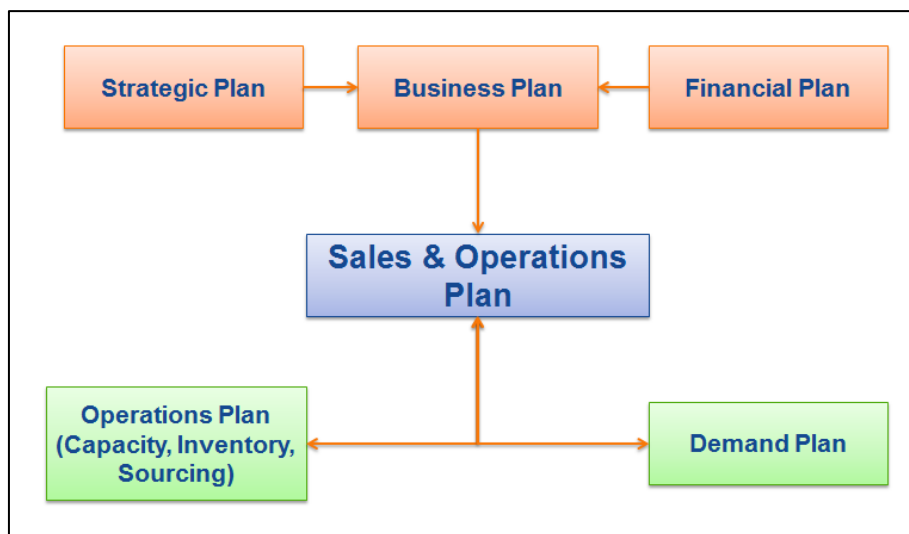 Strategic Plan
Business Plan
Financial Plan
Sales & Operations
Plan
Operations Plan
(Capacity, Inventory,
Sourcing)
Demand Plan